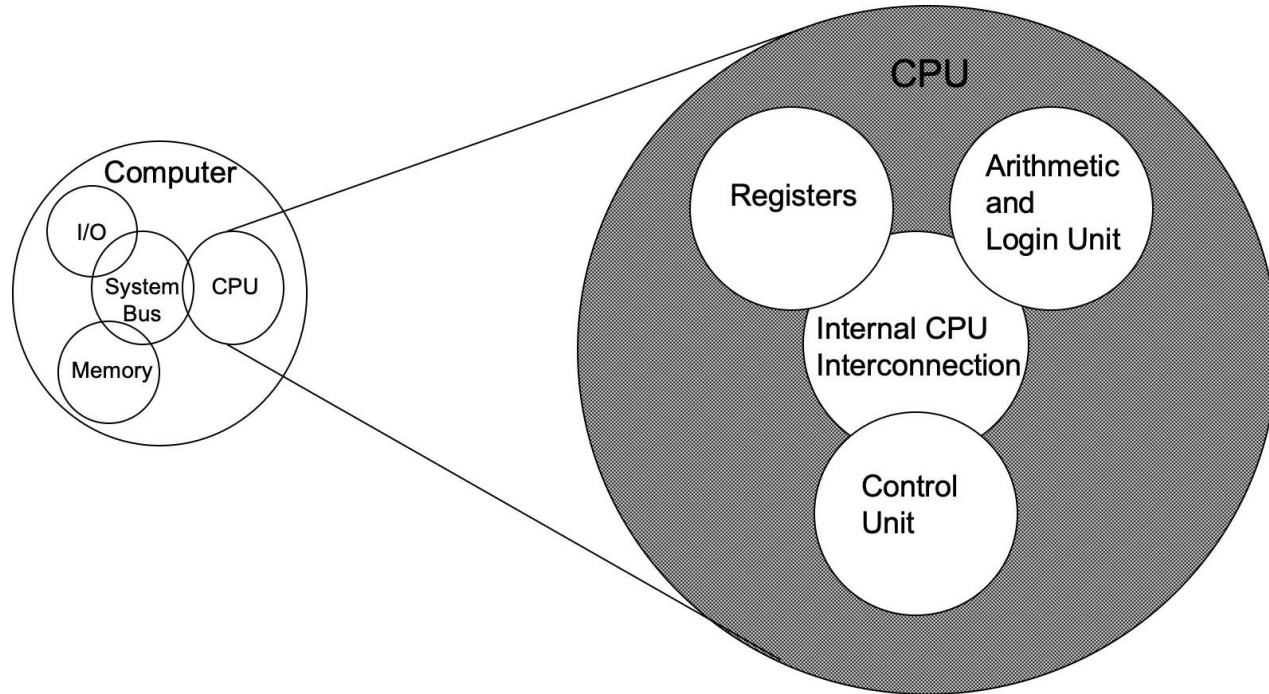 Computer
I/O
System
Bus
CPU
Memory
CPU
Registers
Arithmetic
and
Login Unit
Internal CPU
Interconnection
Control
Unit